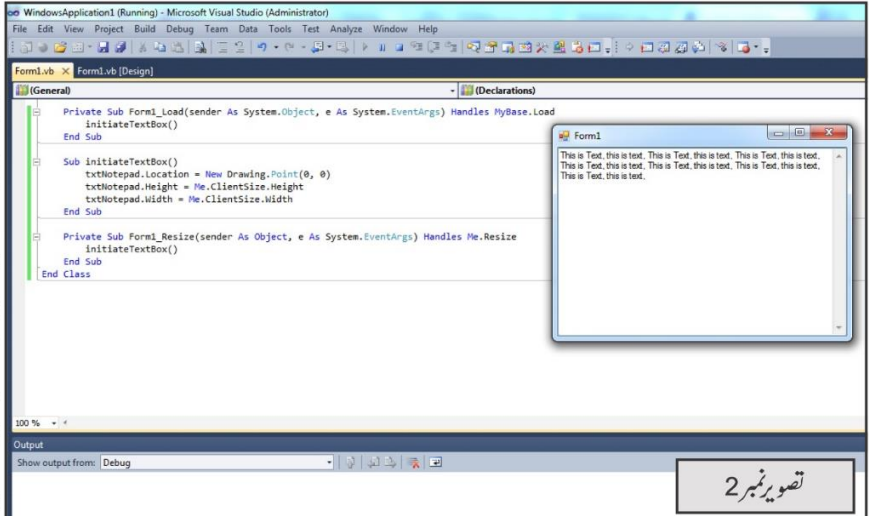 WindowsApplication1 (Running) - Microsoft Visual Studio (Administrator)
File Edit View Project Build Debug Team Data Tools Test Analyze Window Help
Form1.vb Form1.vb [Design]
(General) (Declarations)
Private Sub Form1_Load(sender As System.Object, e As System.EventArgs) Handles MyBase.Load
initiateTextBox()
End Sub
Sub initiateTextBox()
txtNotepad.Location = New Drawing.Point(0, 0)
txtNotepad.Height = Me.ClientSize.Height
txtNotepad.Width = Me.ClientSize.Width
End Sub
Private Sub Form1_Resize(sender As Object, e As System.EventArgs) Handles Me.Resize
initiateTextBox()
End Sub
End Class
Form1
This is Text, this is text, This is Text, this is text, This is Text, this is text,
This is Text, this is text, This is Text, this is text, This is Text, this is text,
This is Text, this is text,
100 %
Output
Show output from: Debug
تصویر نمبر 2